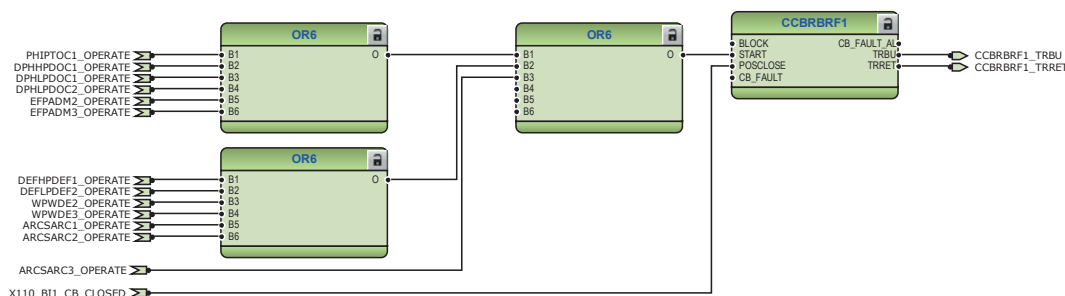 CCBRBRF1
OR6
OR6
BLOCK
CB_FAULT_AL
START
TRBU
POSCLOSE
TRRET
CB_FAULT
CCBRBRF1_TRBU
CCBRBRF1_TRRET
PHIPTOC1_OPERATE
DPHHPDOC1_OPERATE
DPHLPDOC1_OPERATE
DPHLPDOC2_OPERATE
EFPADM2_OPERATE
EFPADM3_OPERATE
B1
B2
B3
B4
B5
B6
O
B1
B2
B3
B4
B5
B6
O
OR6
DEFHPDEF1_OPERATE
DEFLPDEF2_OPERATE
WPWDE2_OPERATE
WPWDE3_OPERATE
ARCSARC1_OPERATE
ARCSARC2_OPERATE
B1
B2
B3
B4
B5
B6
O
ARCSARC3_OPERATE
X110_BI1_CB_CLOSED